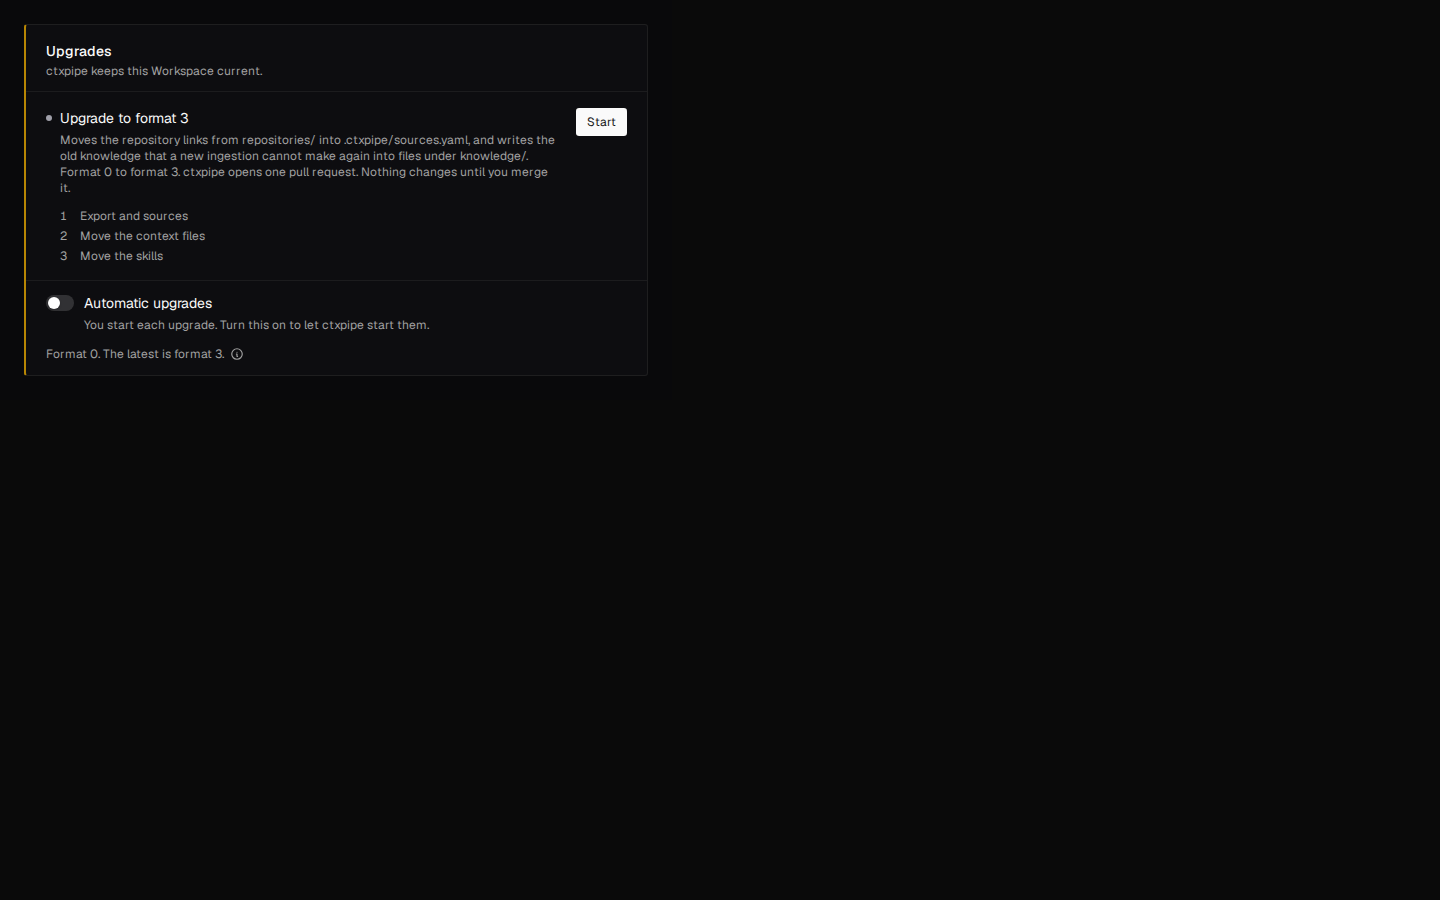 Upgrades
ctxpipe keeps this Workspace current.
Upgrade to format 3
Start
Moves the repository links from repositories/ into .ctxpipe/sources.yaml, and writes the
old knowledge that a new ingestion cannot make again into files under knowledge/.
Format 0 to format 3. ctxpipe opens one pull request. Nothing changes until you merge
it.
1 Export and sources
2 Move the context files
3 Move the skills
Automatic upgrades
You start each upgrade. Turn this on to let ctxpipe start them.
Format 0. The latest is format 3.